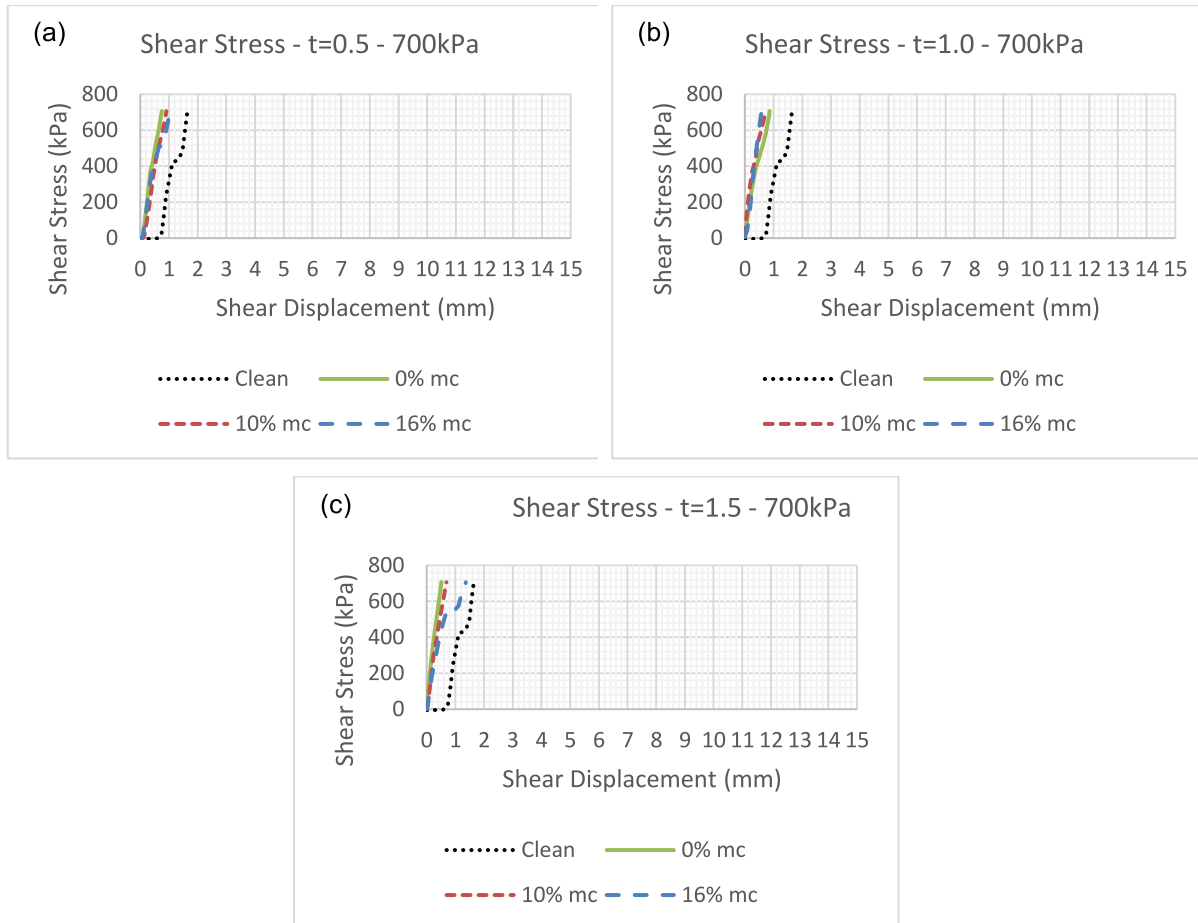 (a)
Shear Stress - t=0.5 - 700kPa
Shear Stress (kPa)
800
600
400
200
0
0 1 2 3 4 5 6 7 8 9 10 11 12 13 14 15
Shear Displacement (mm)
Clean 0% mc
10% mc 16% mc
(b)
Shear Stress - t=1.0 - 700kPa
Shear Stress (kPa)
800
600
400
200
0
0 1 2 3 4 5 6 7 8 9 10 11 12 13 14 15
Shear Displacement (mm)
Clean 0% mc
10% mc 16% mc
(c)
Shear Stress - t=1.5 - 700kPa
Shear Stress (kPa)
800
600
400
200
0
0 1 2 3 4 5 6 7 8 9 10 11 12 13 14 15
Shear Displacement (mm)
Clean 0% mc
10% mc 16% mc